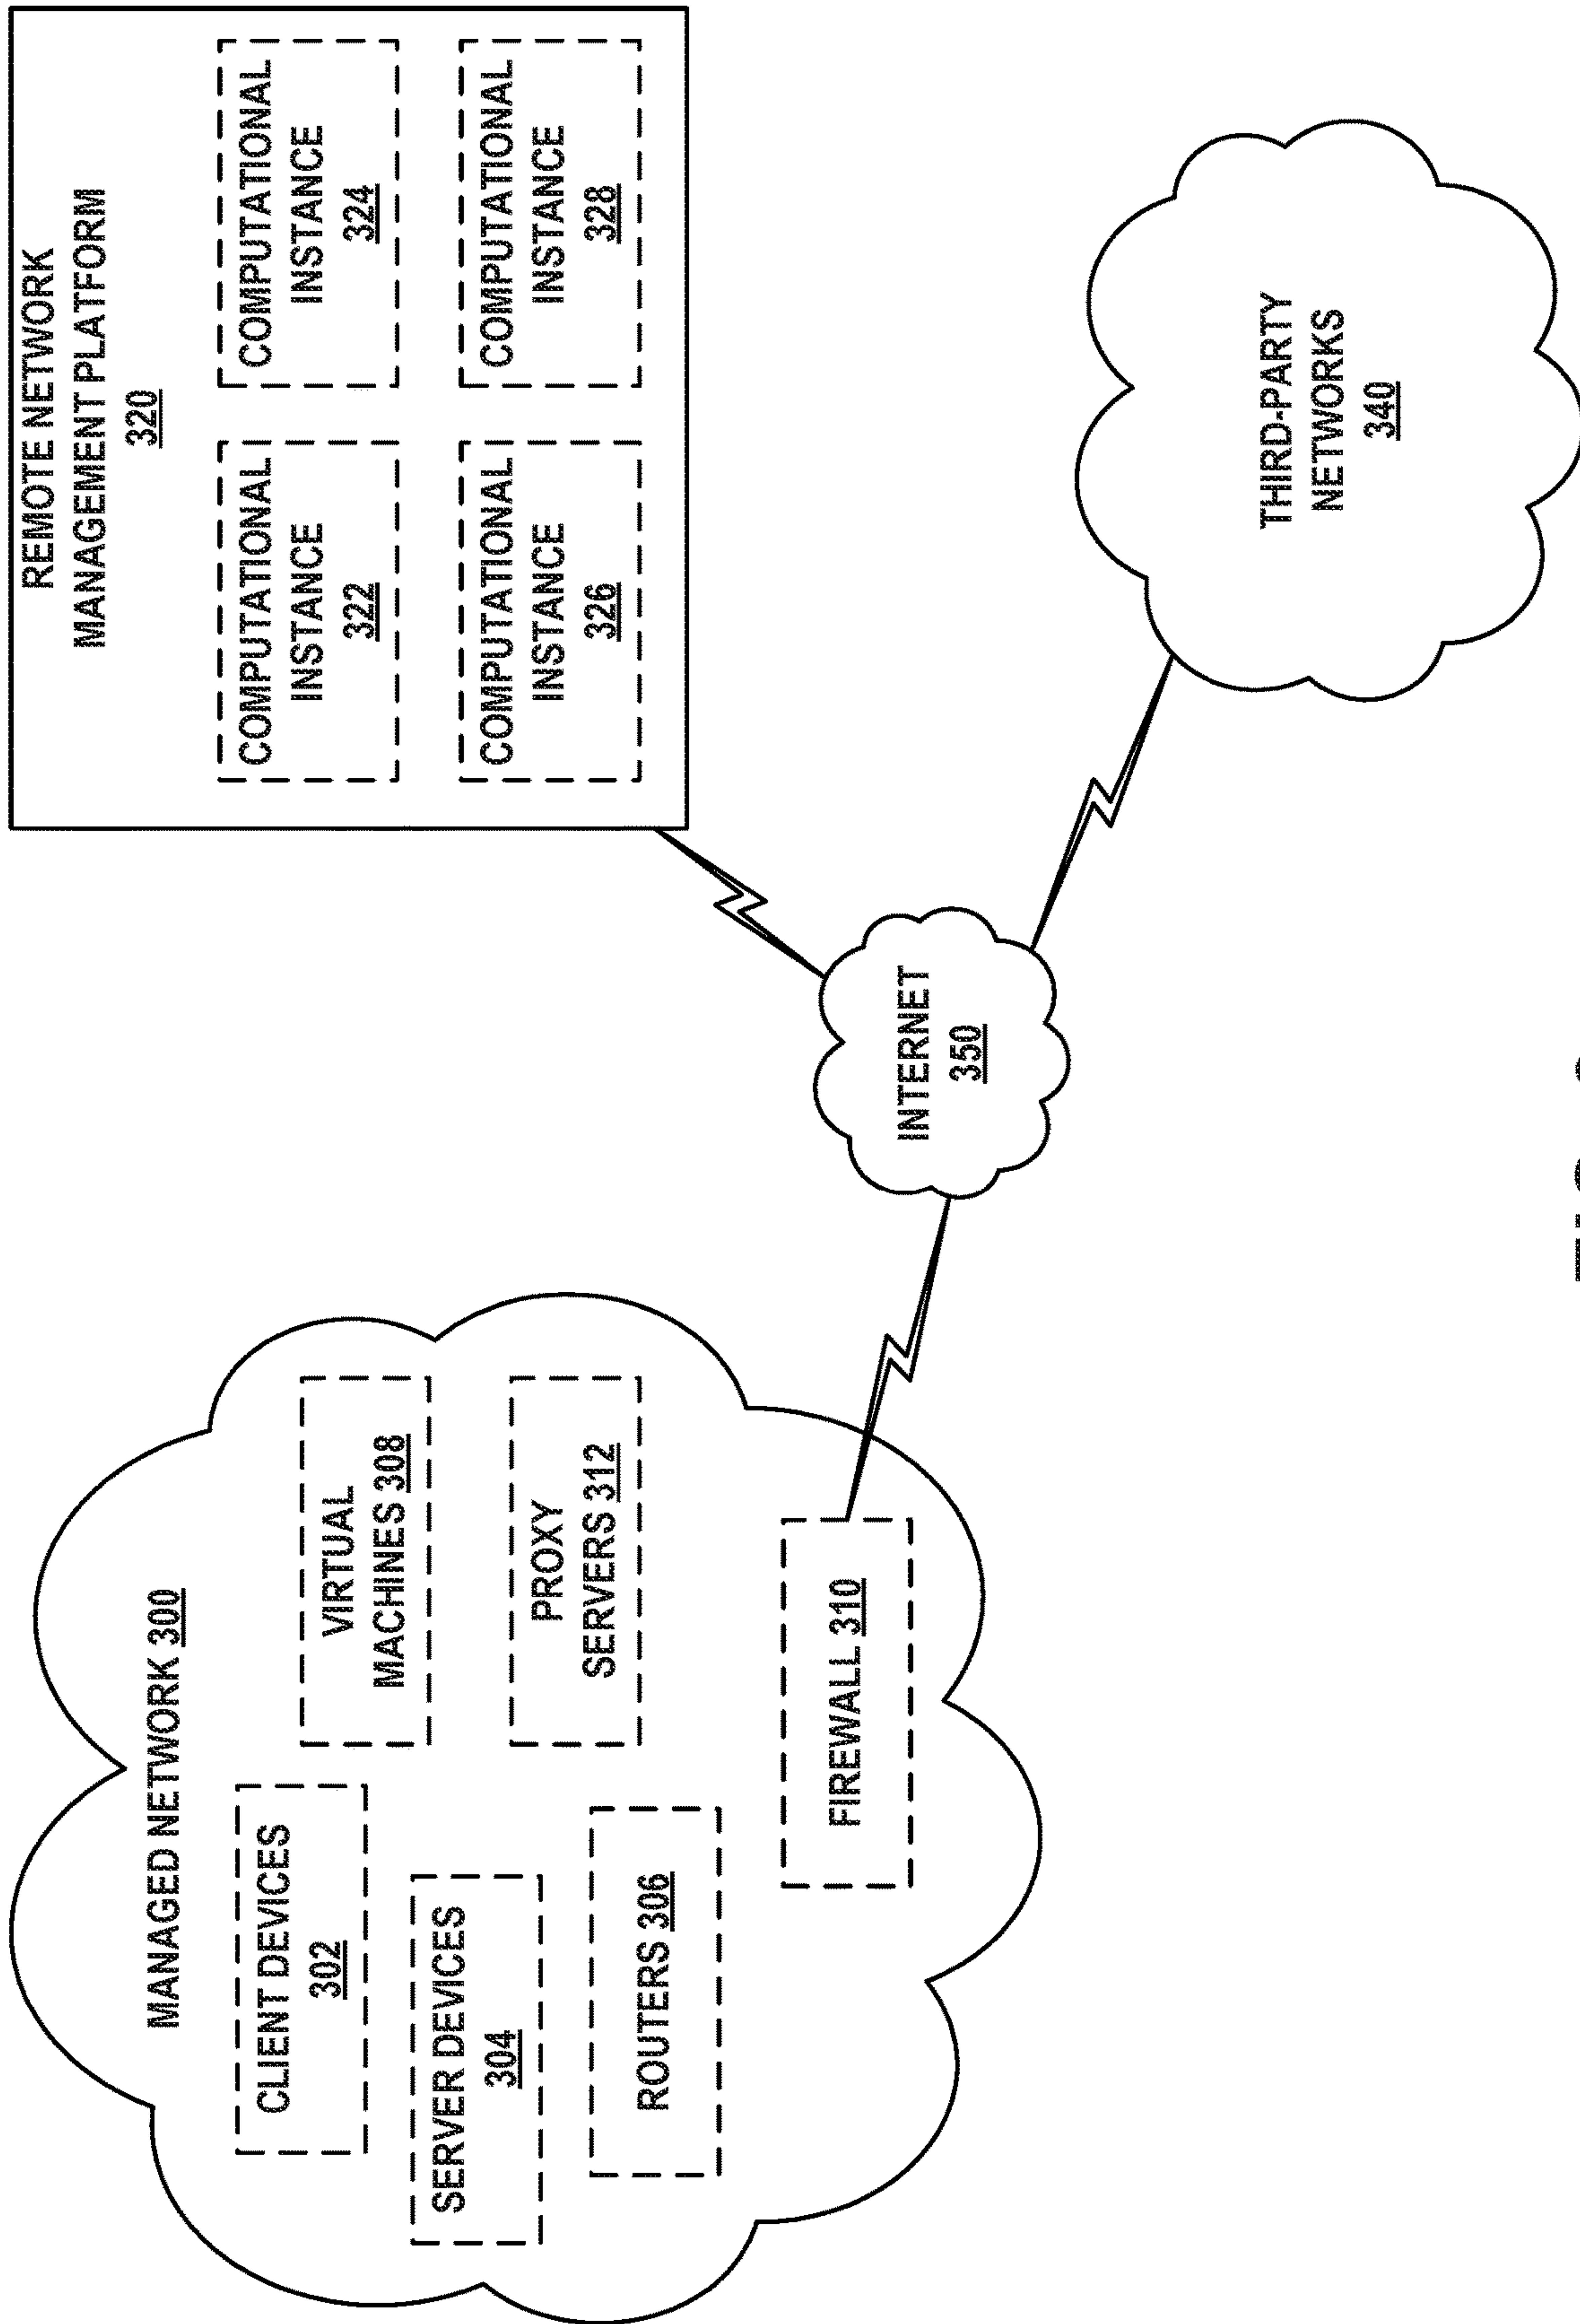 MANAGED NETWORK 300
CLIENT DEVICES
302
SERVER DEVICES
304
ROUTERS 306
VIRTUAL
MACHINES 308
PROXY
SERVERS 312
FIREWALL 310
INTERNET
350
REMOTE NETWORK
MANAGEMENT PLATFORM
320
COMPUTATIONAL
INSTANCE
322
COMPUTATIONAL
INSTANCE
324
COMPUTATIONAL
INSTANCE
326
COMPUTATIONAL
INSTANCE
328
THIRD-PARTY
NETWORKS
340